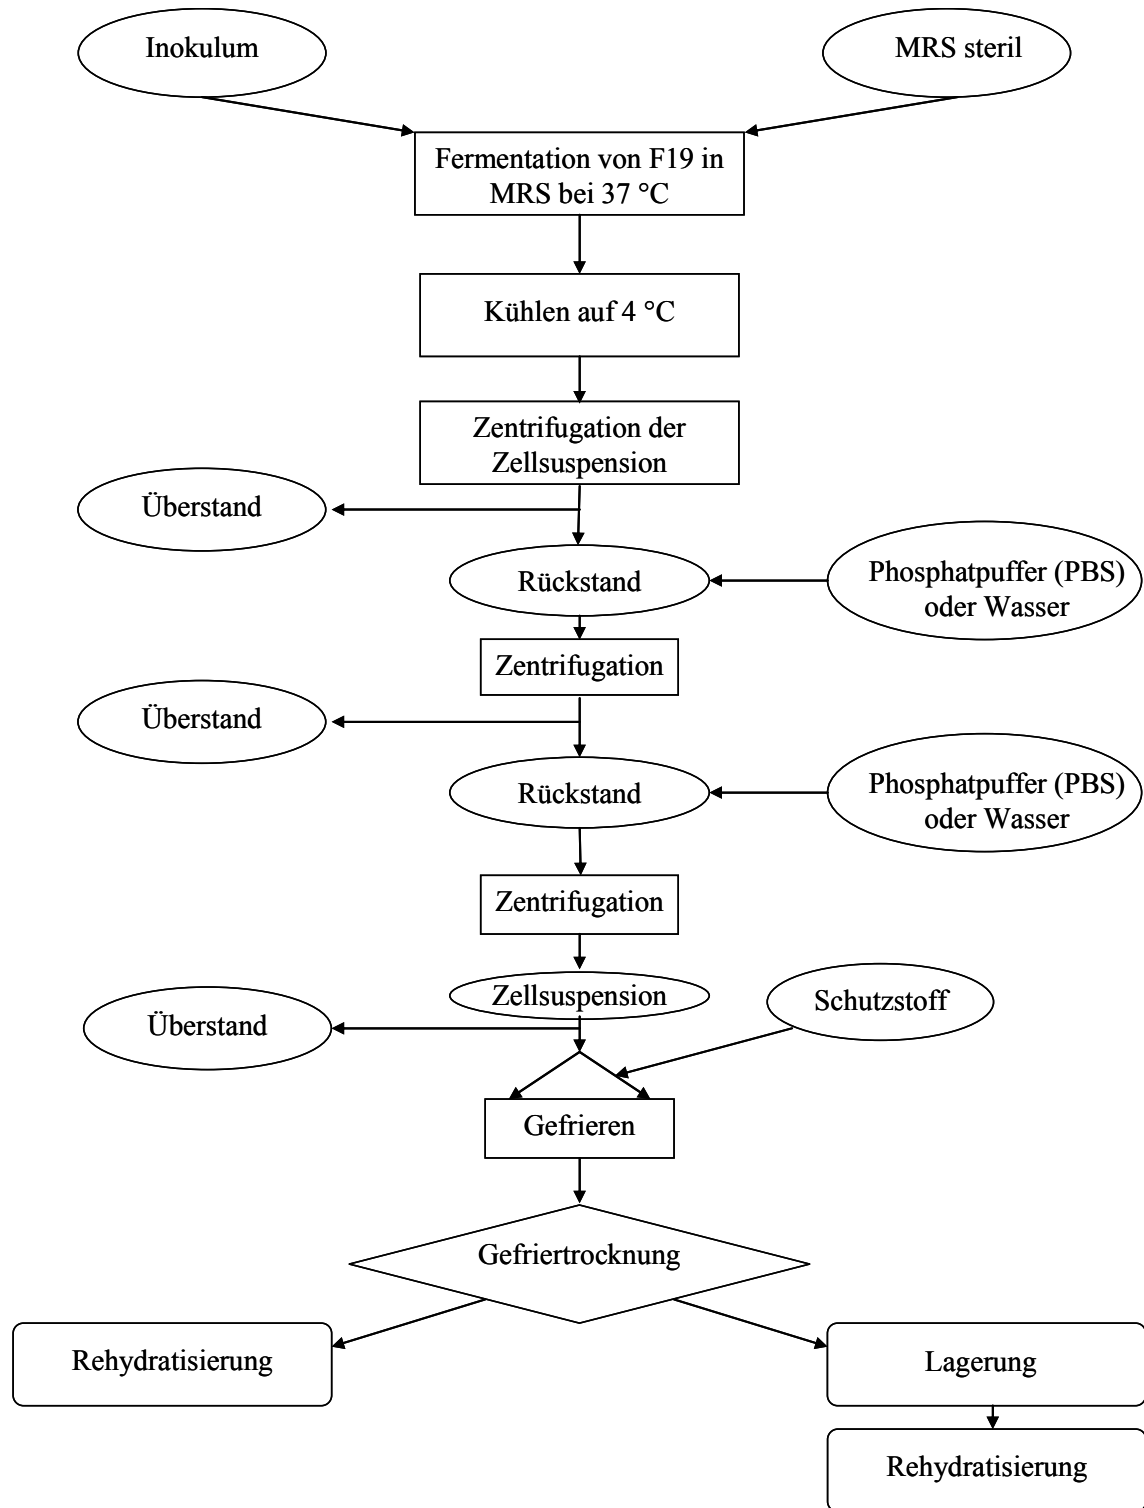 Inokulum
MRS steril
Fermentation von F19 in
MRS bei 37 °C
Kühlen auf 4 °C
Zentrifugation der
Zellsuspension
Überstand
Rückstand
Phosphatpuffer (PBS)
oder Wasser
Zentrifugation
Überstand
Rückstand
Phosphatpuffer (PBS)
oder Wasser
Zentrifugation
Zellsuspension
Schutzstoff
Überstand
Gefrieren
Gefriertrocknung
Rehydratisierung
Lagerung
Rehydratisierung